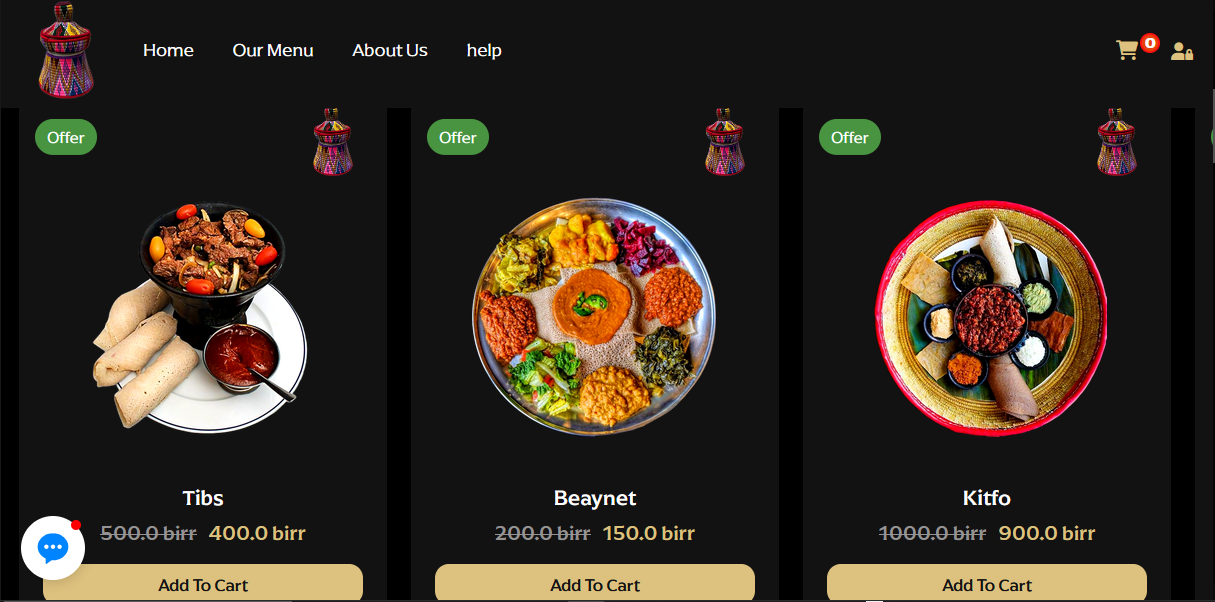 Home Our Menu About Us help 0
Offer Offer Offer
Tibs Beaynet Kitfo
500.0 birr 400.0 birr 200.0 birr 150.0 birr 1000.0 birr 900.0 birr
Add To Cart Add To Cart Add To Cart